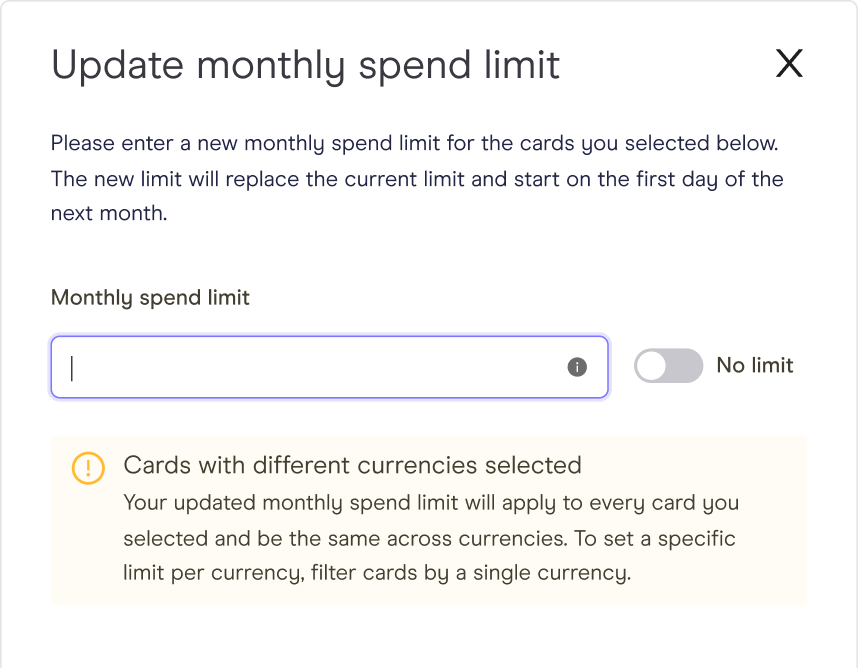 Update monthly spend limit
Please enter a new monthly spend limit for the cards you selected below.
The new limit will replace the current limit and start on the first day of the
next month.
Monthly spend limit
No limit
Cards with different currencies selected
Your updated monthly spend limit will apply to every card you
selected and be the same across currencies. To set a specific
limit per currency, filter cards by a single currency.